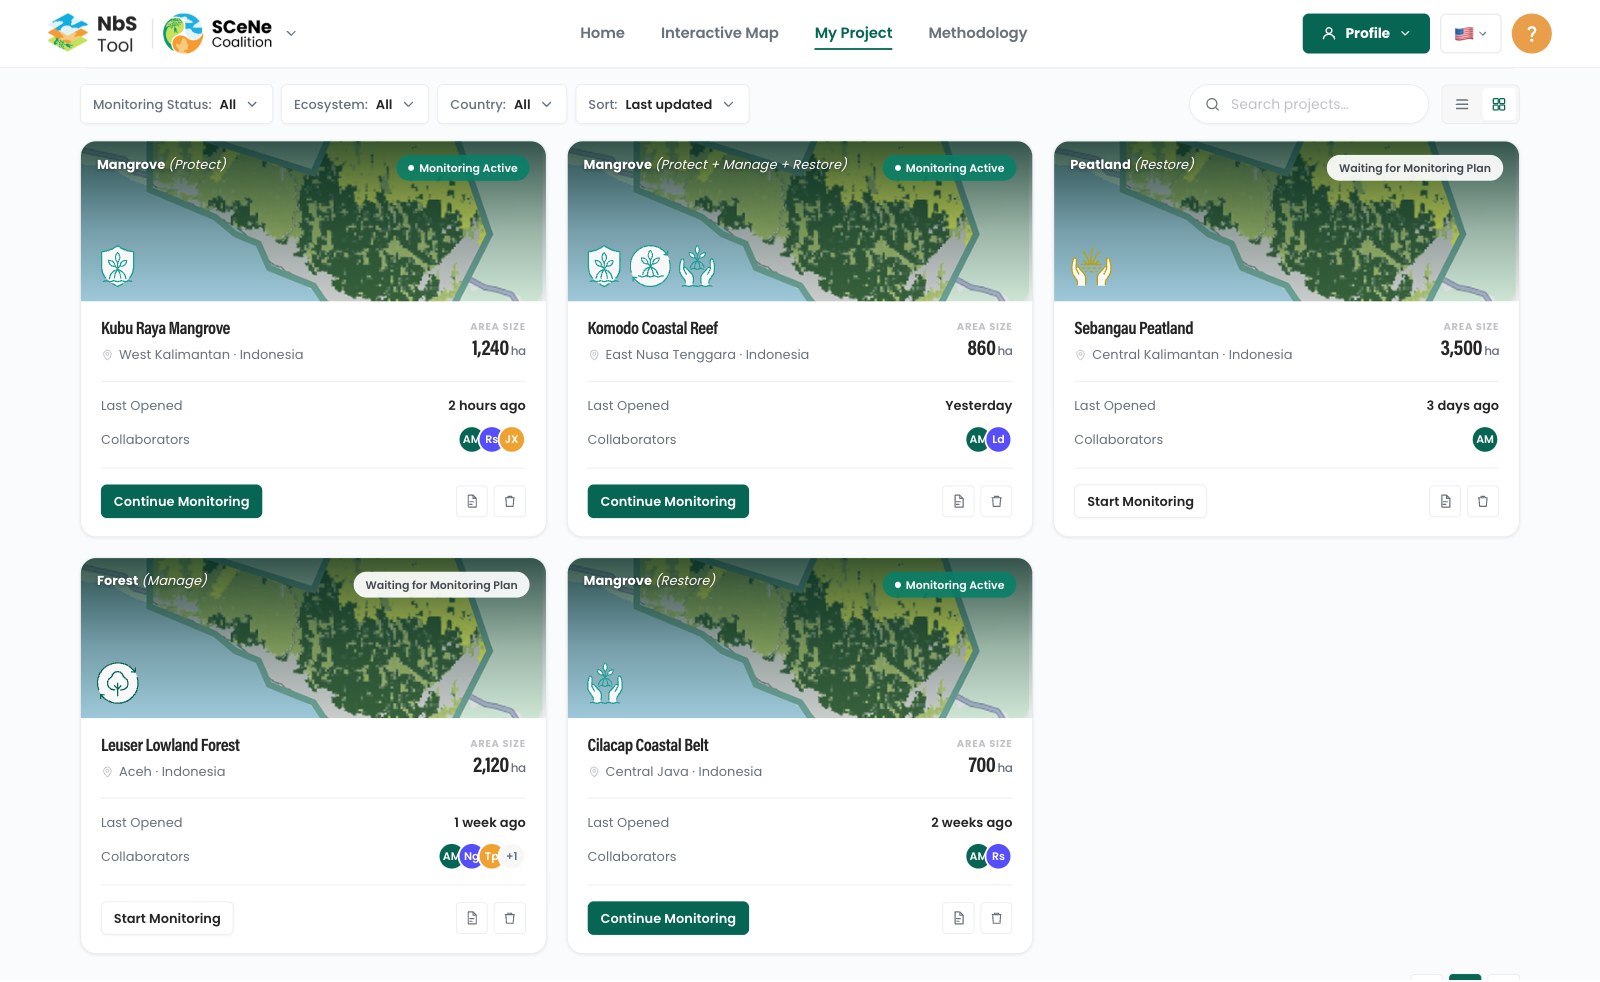 NbS Tool
SCeNe Coalition
Home Interactive Map My Project Methodology
Profile
?
Monitoring Status: All
Ecosystem: All
Country: All
Sort: Last updated
Search projects...
Mangrove (Protect)
Monitoring Active
Kubu Raya Mangrove
West Kalimantan · Indonesia
AREA SIZE
1,240 ha
Last Opened 2 hours ago
Collaborators AM Rs JX
Continue Monitoring
Mangrove (Protect + Manage + Restore)
Monitoring Active
Komodo Coastal Reef
East Nusa Tenggara · Indonesia
AREA SIZE
860 ha
Last Opened Yesterday
Collaborators AM Ld
Continue Monitoring
Peatland (Restore)
Waiting for Monitoring Plan
Sebangau Peatland
Central Kalimantan · Indonesia
AREA SIZE
3,500 ha
Last Opened 3 days ago
Collaborators AM
Start Monitoring
Forest (Manage)
Waiting for Monitoring Plan
Leuser Lowland Forest
Aceh · Indonesia
AREA SIZE
2,120 ha
Last Opened 1 week ago
Collaborators AM Ng Tp +1
Start Monitoring
Mangrove (Restore)
Monitoring Active
Cilacap Coastal Belt
Central Java · Indonesia
AREA SIZE
700 ha
Last Opened 2 weeks ago
Collaborators AM Rs
Continue Monitoring